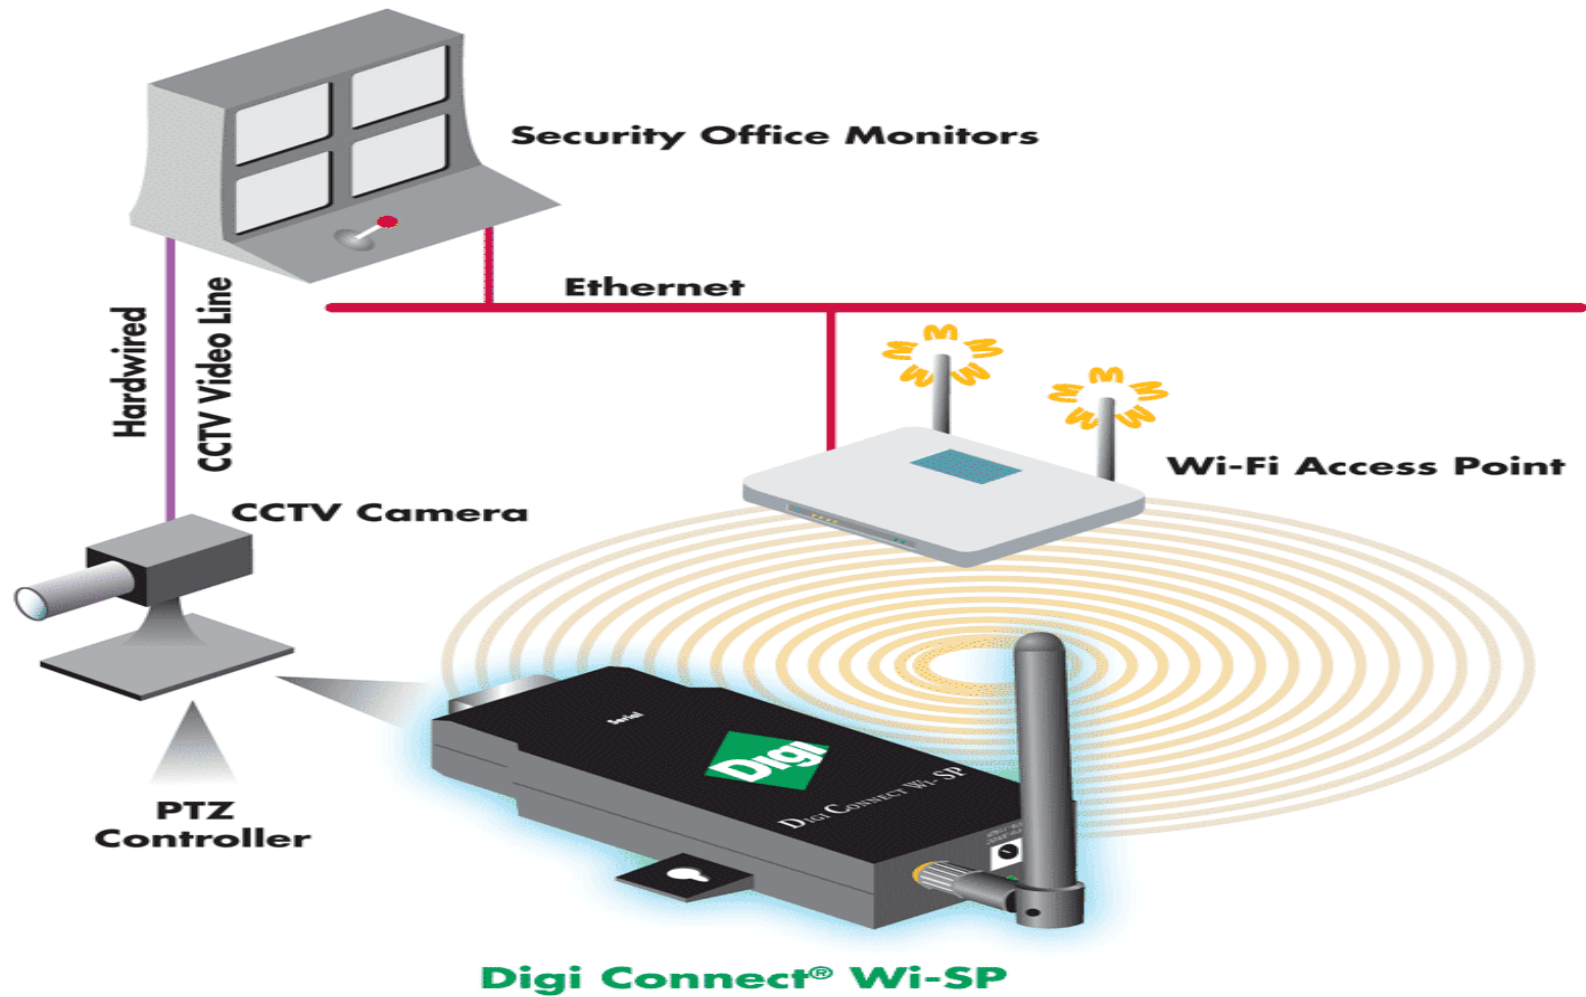 Security Office Monitors
Ethernet
Hardwired
CCTV Video Line
Wi-Fi Access Point
CCTV Camera
Serial
Digi
DIGI CONNECT WI-SP
PTZ
Controller
Digi Connect® Wi-SP